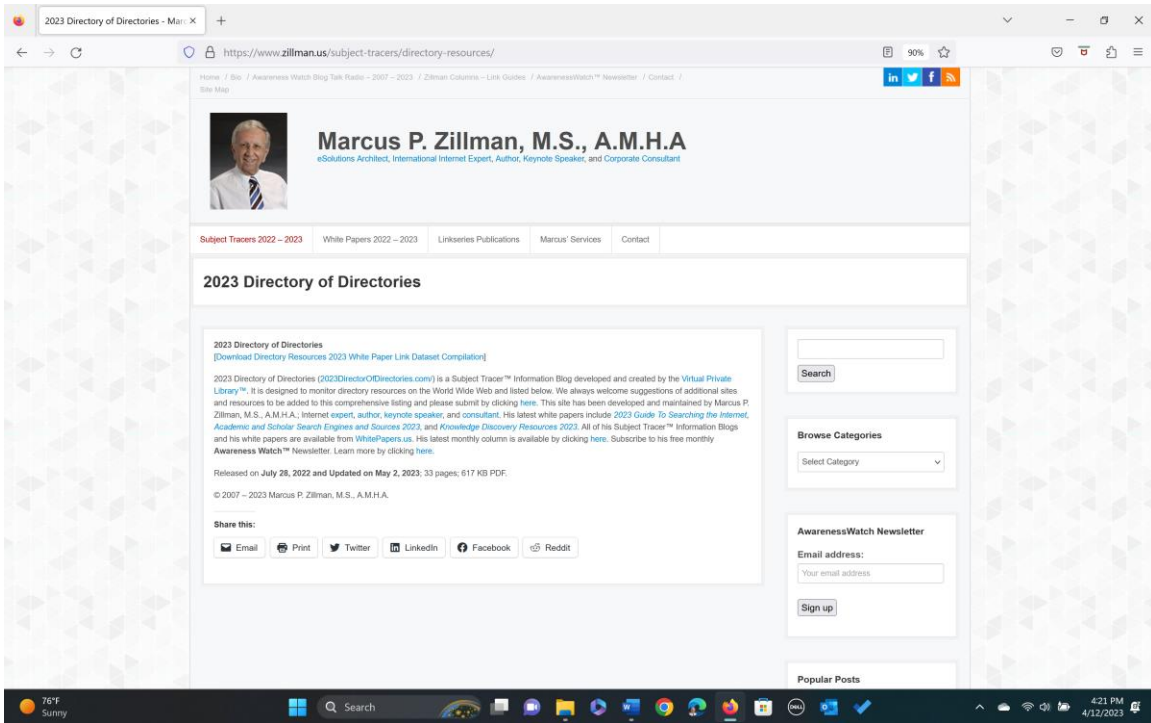 2023 Directory of Directories - Marc
https://www.zillman.us/subject-tracers/directory-resources/
90%
Home / Bio / Awareness Watch Blog Talk Radio – 2007 – 2023 / Zillman Columns – Link Guides / AwarenessWatch™ Newsletter / Contact /
Site Map
Marcus P. Zillman, M.S., A.M.H.A
eSolutions Architect, International Internet Expert, Author, Keynote Speaker, and Corporate Consultant
Subject Tracers 2022 – 2023
White Papers 2022 – 2023
Linkseries Publications
Marcus' Services
Contact
2023 Directory of Directories
2023 Directory of Directories
[Download Directory Resources 2023 White Paper Link Dataset Compilation]
2023 Directory of Directories (2023DirectorOfDirectories.com/) is a Subject Tracer™ Information Blog developed and created by the Virtual Private
Library™. It is designed to monitor directory resources on the World Wide Web and listed below. We always welcome suggestions of additional sites
and resources to be added to this comprehensive listing and please submit by clicking here. This site has been developed and maintained by Marcus P.
Zillman, M.S., A.M.H.A.; Internet expert, author, keynote speaker, and consultant. His latest white papers include 2023 Guide To Searching the Internet,
Academic and Scholar Search Engines and Sources 2023, and Knowledge Discovery Resources 2023. All of his Subject Tracer™ Information Blogs
and his white papers are available from WhitePapers.us. His latest monthly column is available by clicking here. Subscribe to his free monthly
Awareness Watch™ Newsletter. Learn more by clicking here.
Released on July 28, 2022 and Updated on May 2, 2023; 33 pages; 617 KB PDF.
© 2007 – 2023 Marcus P. Zillman, M.S., A.M.H.A.
Share this:
Email
Print
Twitter
LinkedIn
Facebook
Reddit
Search
Browse Categories
Select Category
AwarenessWatch Newsletter
Email address:
Your email address
Sign up
Popular Posts
76°F
Sunny
Search
DELL
4:21 PM
4/12/2023